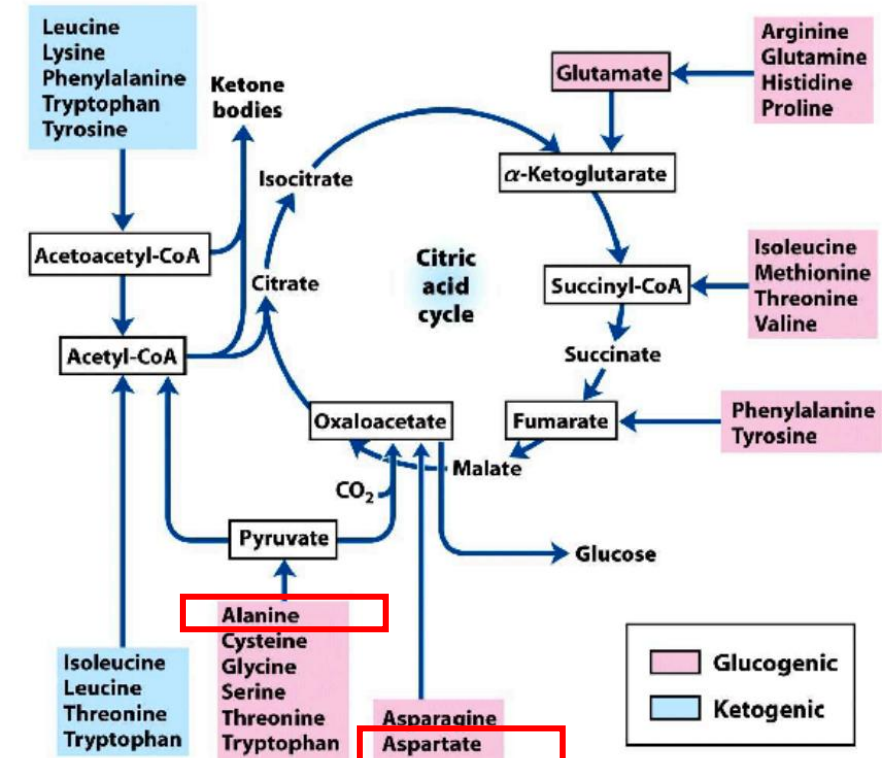 Leucine
Lysine
Phenylalanine
Tryptophan
Tyrosine
Ketone
bodies
Arginine
Glutamine
Histidine
Proline
Glutamate
Isocitrate
α-Ketoglutarate
Acetoacetyl-CoA
Citrate
Citric
acid
cycle
Succinyl-CoA
Isoleucine
Methionine
Threonine
Valine
Acetyl-CoA
Succinate
Oxaloacetate
Fumarate
Phenylalanine
Tyrosine
Malate
CO₂
Pyruvate
Glucose
Alanine
Cysteine
Glycine
Serine
Threonine
Tryptophan
Isoleucine
Leucine
Threonine
Tryptophan
Asparagine
Aspartate
Glucogenic
Ketogenic